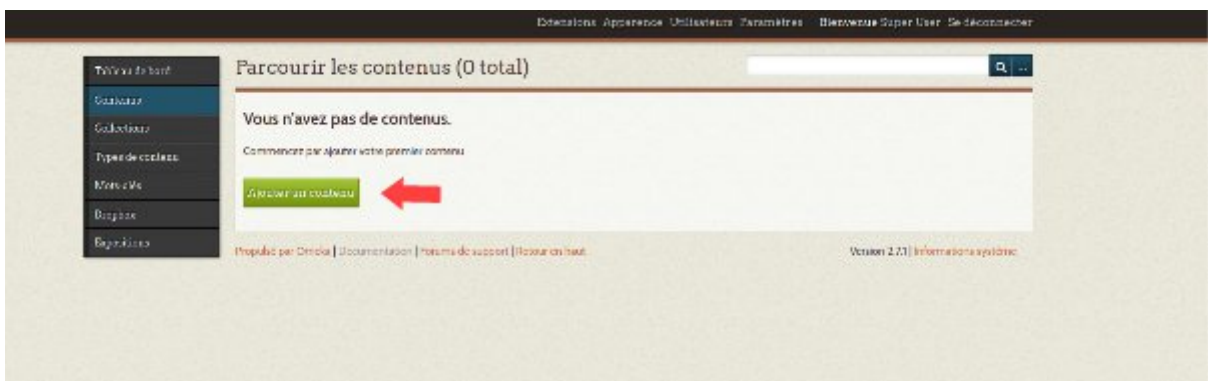 Extensions Apparence Utilisateurs Paramètres Bienvenue Super User Se déconnecter
Tableau de bord
Parcourir les contenus (0 total)
Contenus
Vous n'avez pas de contenus.
Collections
Commencez par ajouter votre premier contenu
Types de contenu
Mots-clés
Ajouter un contenu
Dropbox
Expositions
Propulsé par Omeka | Documentation | Forums de support | Retour en haut
Version 2.7.1 | Informations système